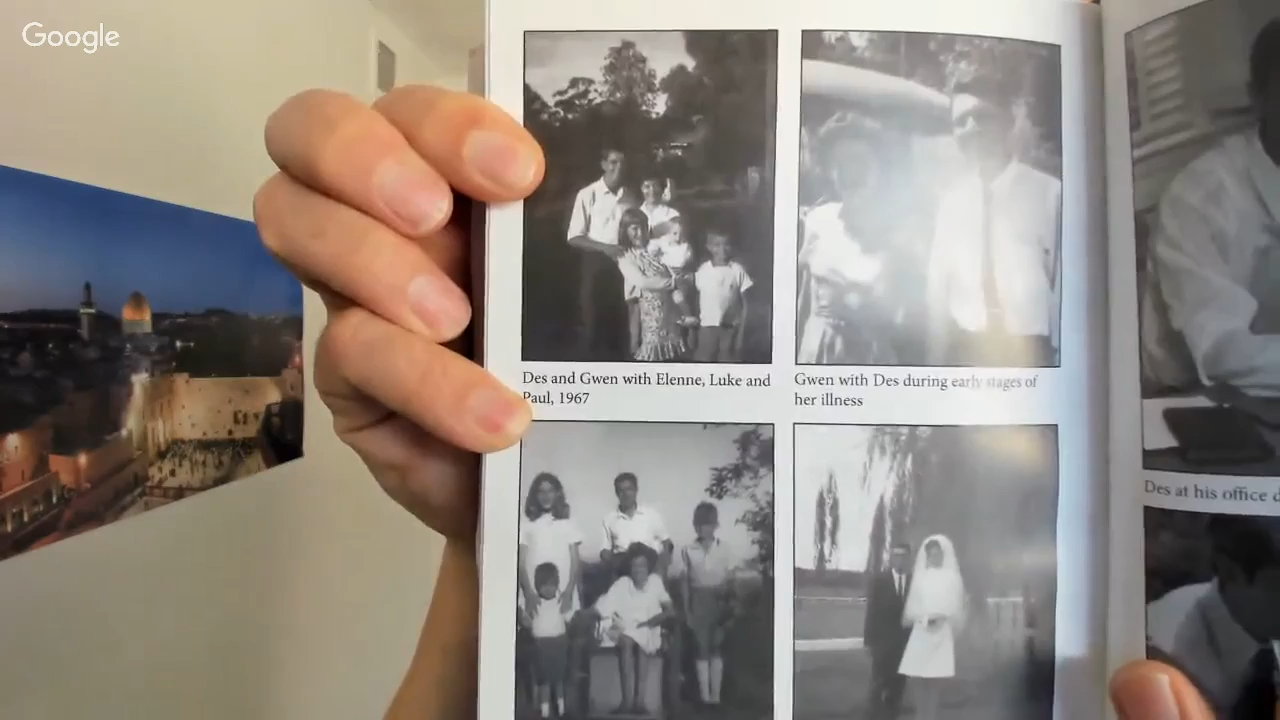 Google
Des and Gwen with Elenne, Luke and
Paul, 1967
Gwen with Des during early stages of
her illness
Des at his office